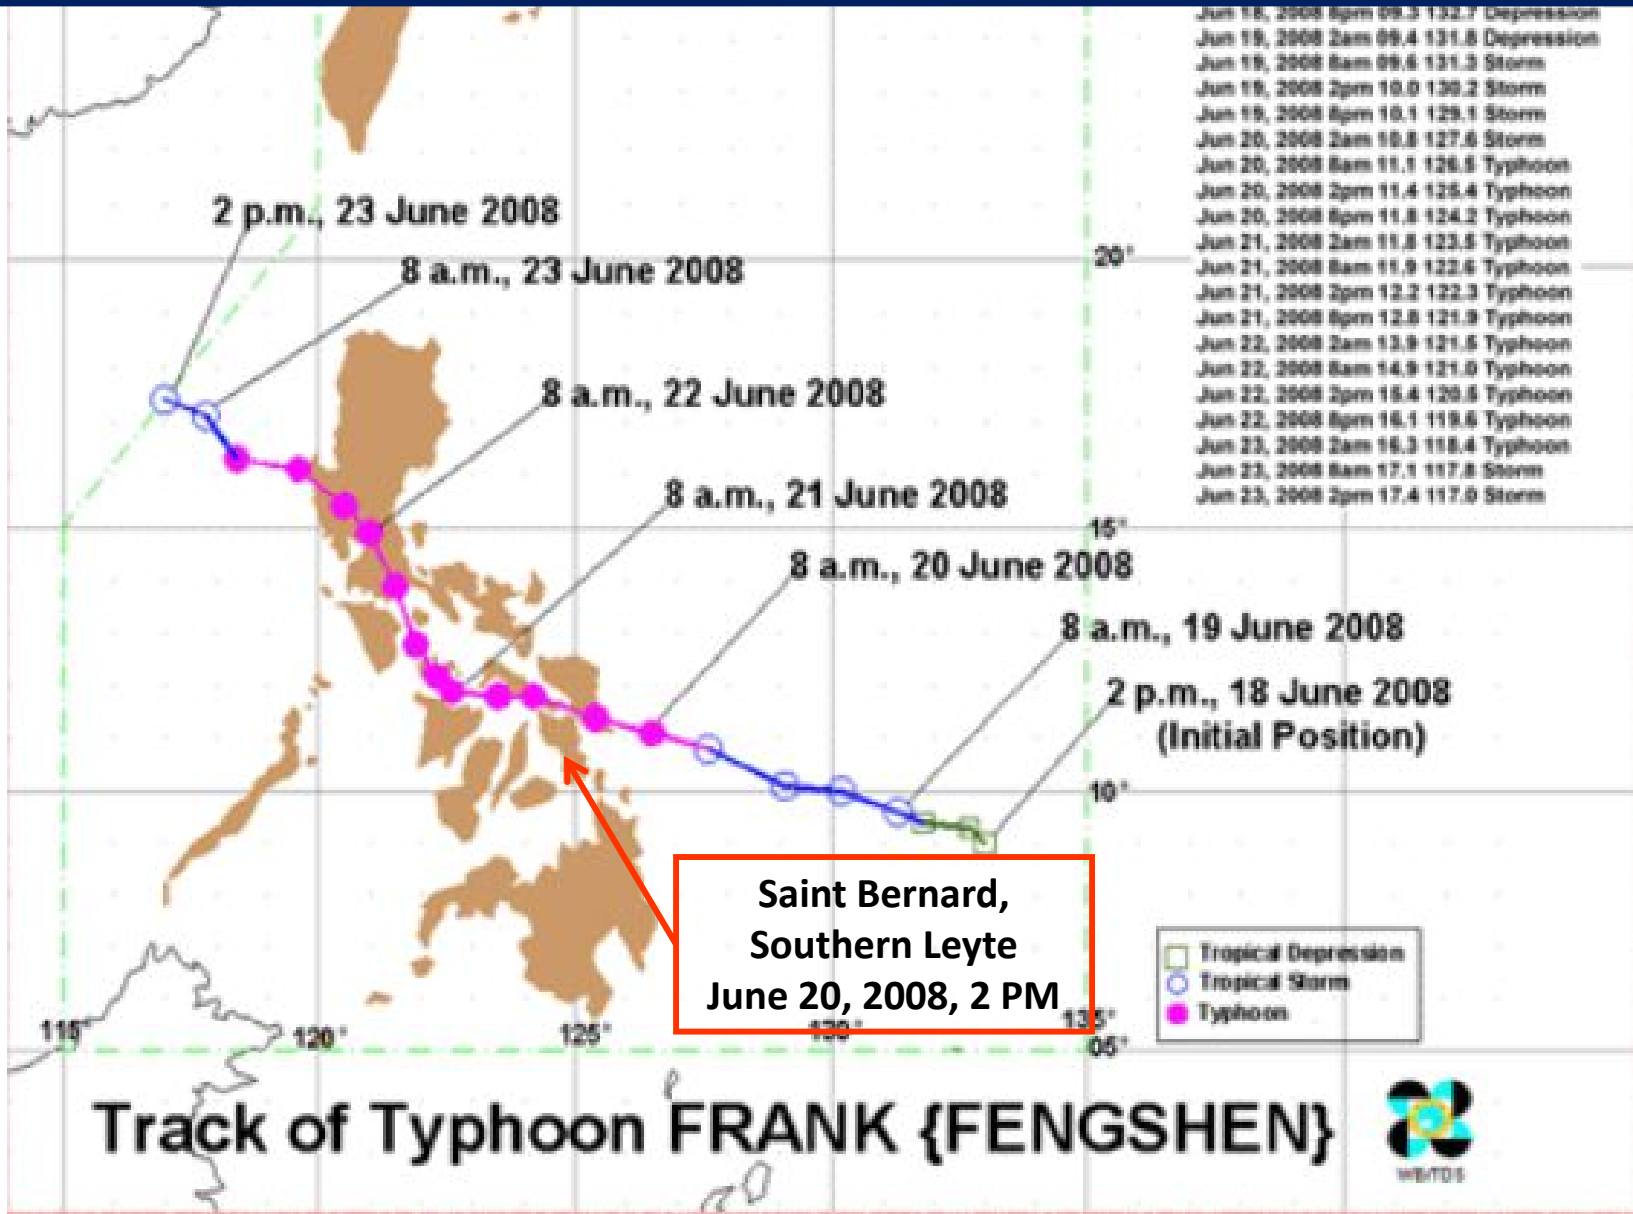 Jun 18, 2008 8pm 09.3 132.7 Depression
Jun 19, 2008 2am 09.4 131.8 Depression
Jun 19, 2008 8am 09.6 131.3 Storm
Jun 19, 2008 2pm 10.0 130.2 Storm
Jun 19, 2008 8pm 10.1 129.1 Storm
Jun 20, 2008 2am 10.8 127.6 Storm
Jun 20, 2008 8am 11.1 126.5 Typhoon
Jun 20, 2008 2pm 11.4 125.4 Typhoon
Jun 20, 2008 8pm 11.8 124.2 Typhoon
Jun 21, 2008 2am 11.8 123.5 Typhoon
Jun 21, 2008 8am 11.9 122.6 Typhoon
Jun 21, 2008 2pm 12.2 122.3 Typhoon
Jun 21, 2008 8pm 12.8 121.9 Typhoon
Jun 22, 2008 2am 13.9 121.5 Typhoon
Jun 22, 2008 8am 14.9 121.0 Typhoon
Jun 22, 2008 2pm 15.4 120.5 Typhoon
Jun 22, 2008 8pm 16.1 119.6 Typhoon
Jun 23, 2008 2am 16.3 118.4 Typhoon
Jun 23, 2008 8am 17.1 117.8 Storm
Jun 23, 2008 2pm 17.4 117.0 Storm
2 p.m., 23 June 2008
8 a.m., 23 June 2008
20°
8 a.m., 22 June 2008
8 a.m., 21 June 2008
15°
8 a.m., 20 June 2008
8 a.m., 19 June 2008
2 p.m., 18 June 2008
(Initial Position)
10°
Saint Bernard,
Southern Leyte
June 20, 2008, 2 PM
Tropical Depression
Tropical Storm
Typhoon
115°
120°
125°
130°
135°
05°
Track of Typhoon FRANK {FENGSHEN}
WB/TDS